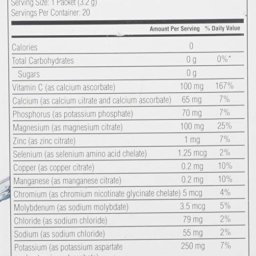 Serving Size: 1 Packet (3.2 g)
Servings Per Container: 20
Amount Per Serving % Daily Value
Calories 0
Total Carbohydrates 0 g 0%*
Sugars 0 g
Vitamin C (as calcium ascorbate) 100 mg 167%
Calcium (as calcium citrate and calcium ascorbate) 65 mg 7%
Phosphorus (as potassium phosphate) 70 mg 7%
Magnesium (as magnesium citrate) 100 mg 25%
Zinc (as zinc citrate) 1 mg 7%
Selenium (as selenium amino acid chelate) 1.25 mcg 2%
Copper (as copper citrate) 0.2 mg 10%
Manganese (as manganese citrate) 0.2 mg 10%
Chromium (as chromium nicotinate glycinate chelate) 5 mcg 4%
Molybdenum (as sodium molybdate) 3.5 mcg 5%
Chloride (as sodium chloride) 79 mg 2%
Sodium (as sodium chloride) 55 mg 2%
Potassium (as potassium aspartate 250 mg 7%